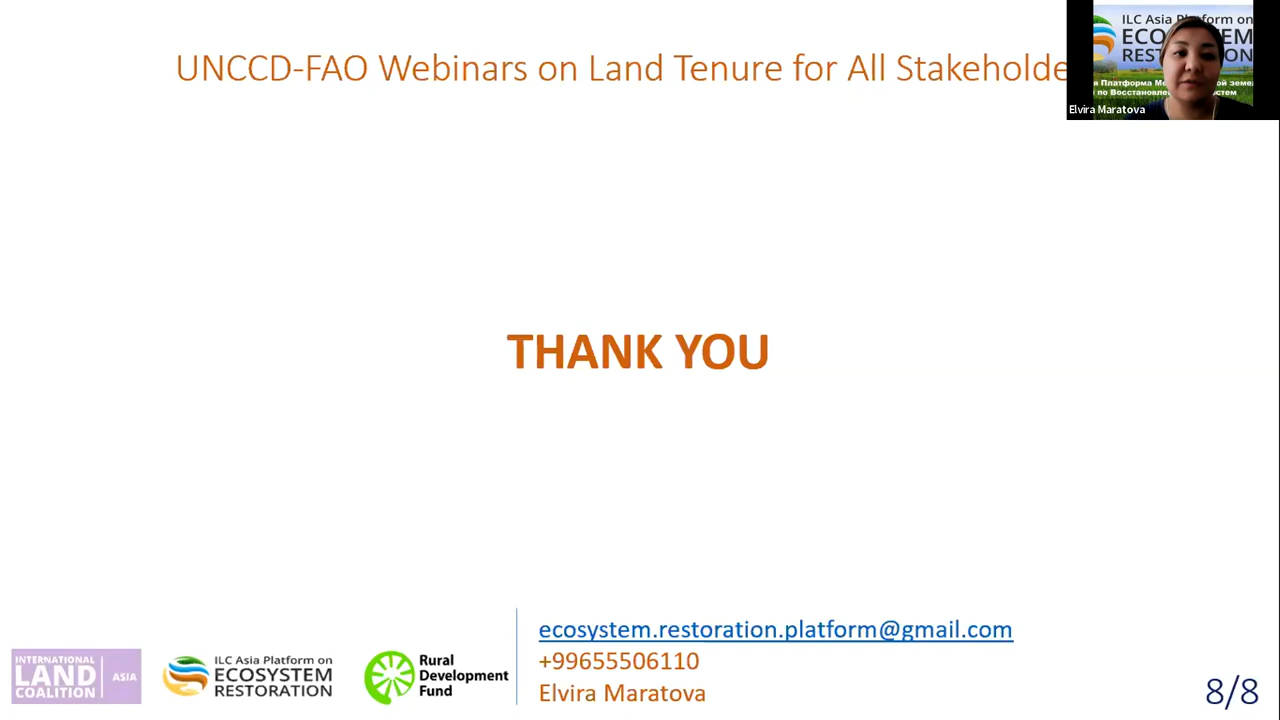 UNCCD-FAO Webinars on Land Tenure for All Stakeholde
ILC Asia Platform on
ECOSYSTEM
RESTORATION
Elvira Maratova
THANK YOU
INTERNATIONAL
LAND
COALITION
ASIA
ILC Asia Platform on
ECOSYSTEM
RESTORATION
Rural
Development
Fund
ecosystem.restoration.platform@gmail.com
+99655506110
Elvira Maratova
8/8